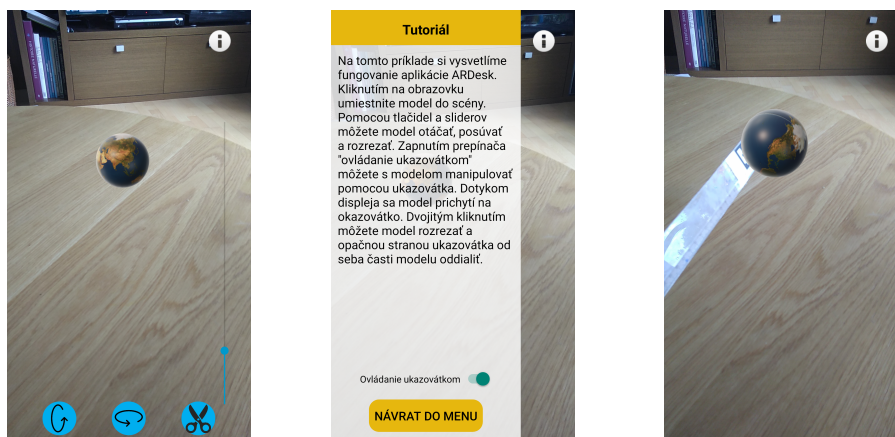 Tutoriál
Na tomto príklade si vysvetlíme
fungovanie aplikácie ARDesk.
Kliknutím na obrazovku
umiestnite model do scény.
Pomocou tlačidel a sliderov
môžete model otáčať, posúvať
a rozrezať. Zapnutím prepínača
"ovládanie ukazovátkom"
môžete s modelom manipulovať
pomocou ukazovátka. Dotykom
displeja sa model prichytí na
okazovátko. Dvojitým kliknutím
môžete model rozrezať a
opačnou stranou ukazovátka od
seba časti modelu oddialiť.
Ovládanie ukazovátkom
NÁVRAT DO MENU